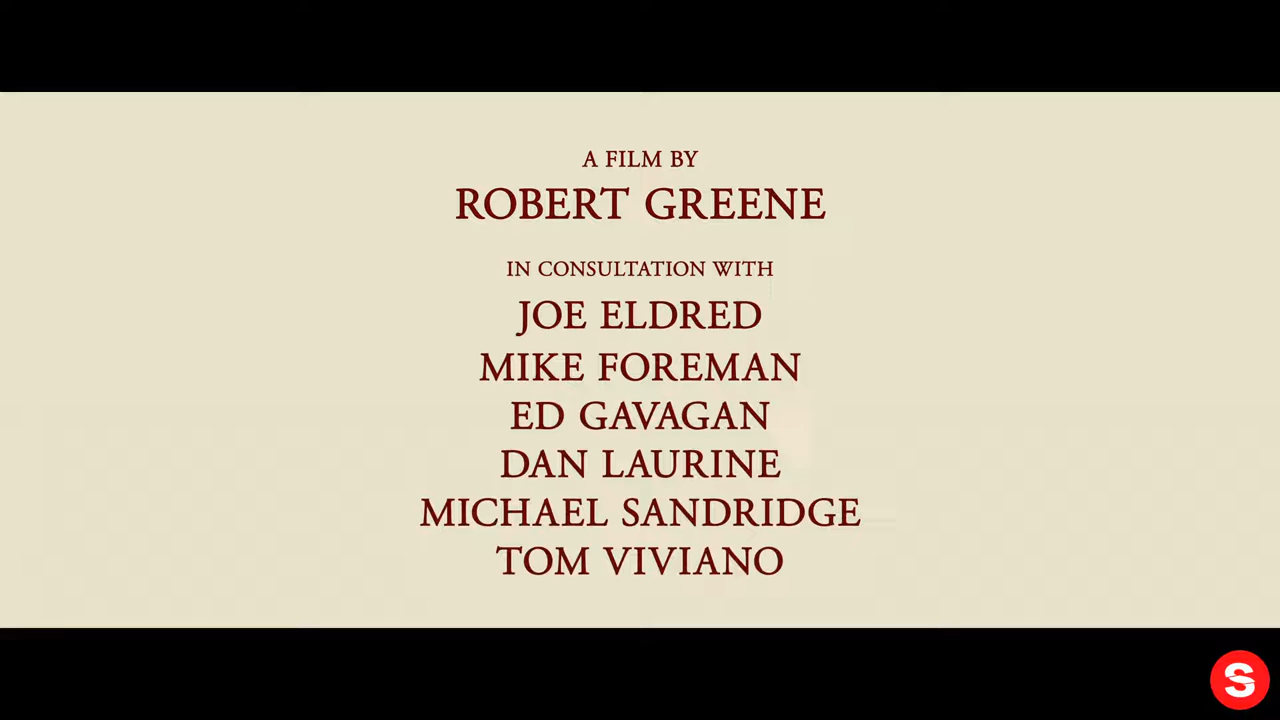 A FILM BY
ROBERT GREENE
IN CONSULTATION WITH
JOE ELDRED
MIKE FOREMAN
ED GAVAGAN
DAN LAURINE
MICHAEL SANDRIDGE
TOM VIVIANO
S